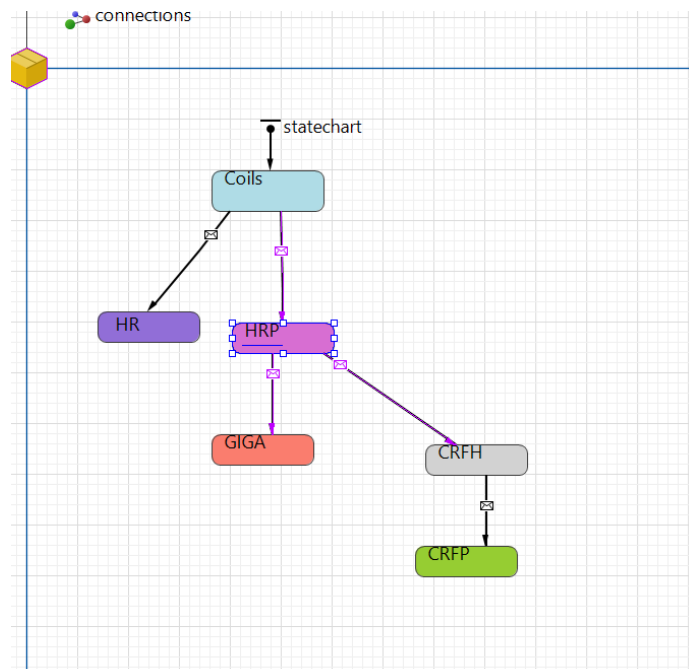 connections
statechart
Coils
HR
HRP
GIGA
CRFH
CRFP